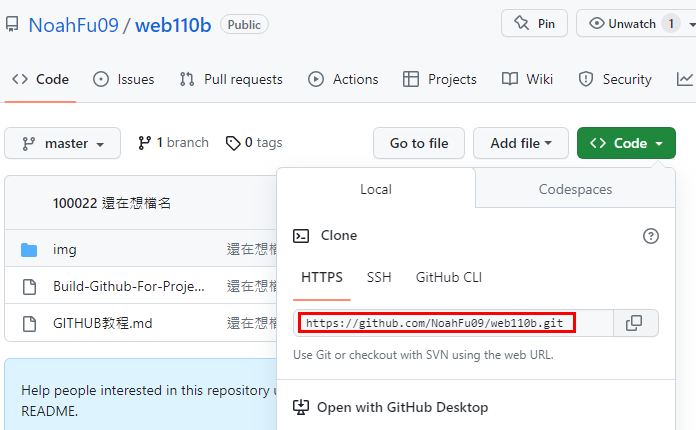 NoahFu09 / web110b Public
Pin
Unwatch 1
Code Issues Pull requests Actions Projects Wiki Security
master 1 branch 0 tags Go to file Add file Code
Local Codespaces
100022 還在想檔名
Clone
img 還在想檔
HTTPS SSH GitHub CLI
Build-Github-For-Proje... 還在想檔
https://github.com/NoahFu09/web110b.git
GITHUB教程.md 還在想檔
Use Git or checkout with SVN using the web URL.
Help people interested in this repository
README.
Open with GitHub Desktop